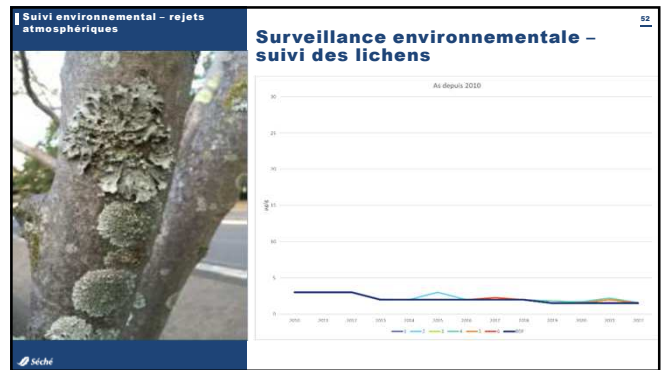 Suivi environnemental – rejets
atmosphériques
52
Surveillance environnementale –
suivi des lichens
As depuis 2010
30
25
20
15
10
5
0
2010 2011 2012 2013 2014 2015 2016 2017 2018 2019 2020 2021
Séché